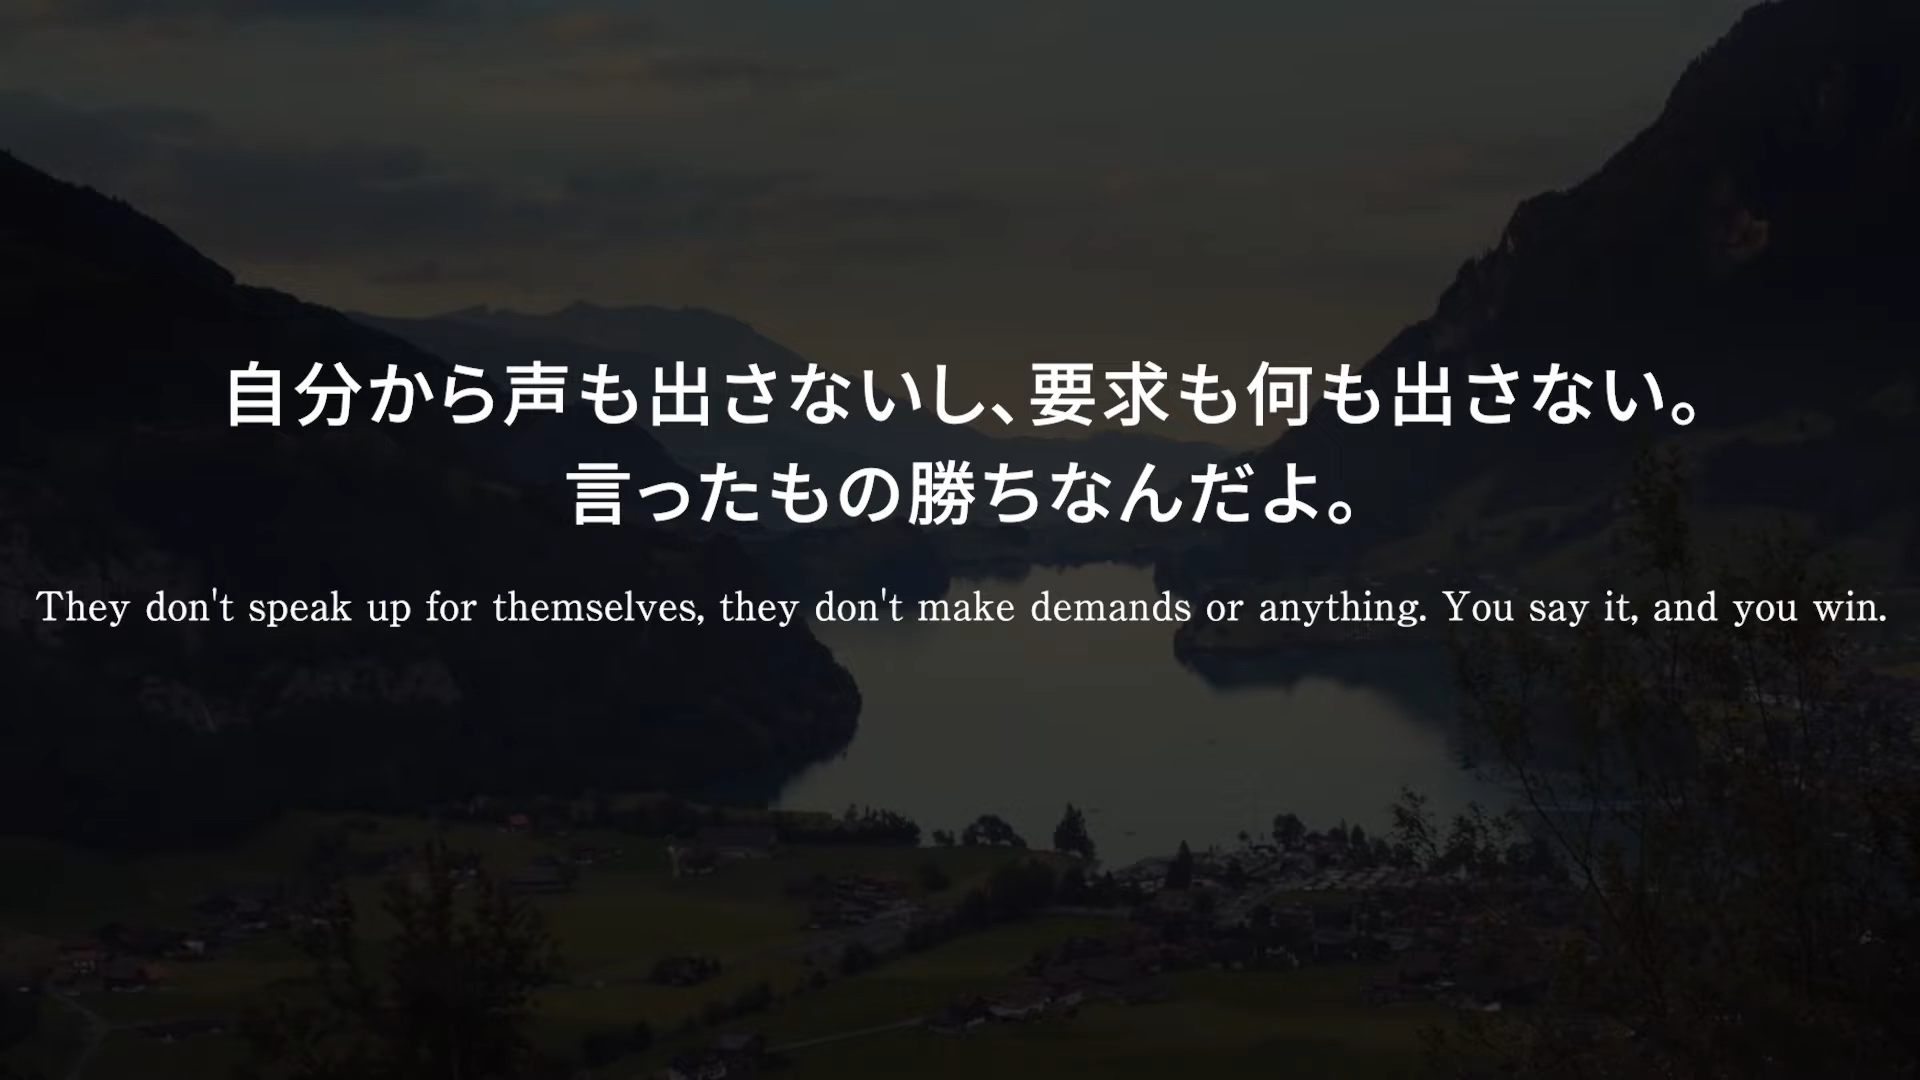 自分から声も出さないし、要求も何も出さない。
言ったもの勝ちなんだよ。
They don't speak up for themselves, they don't make demands or anything. You say it, and you win.